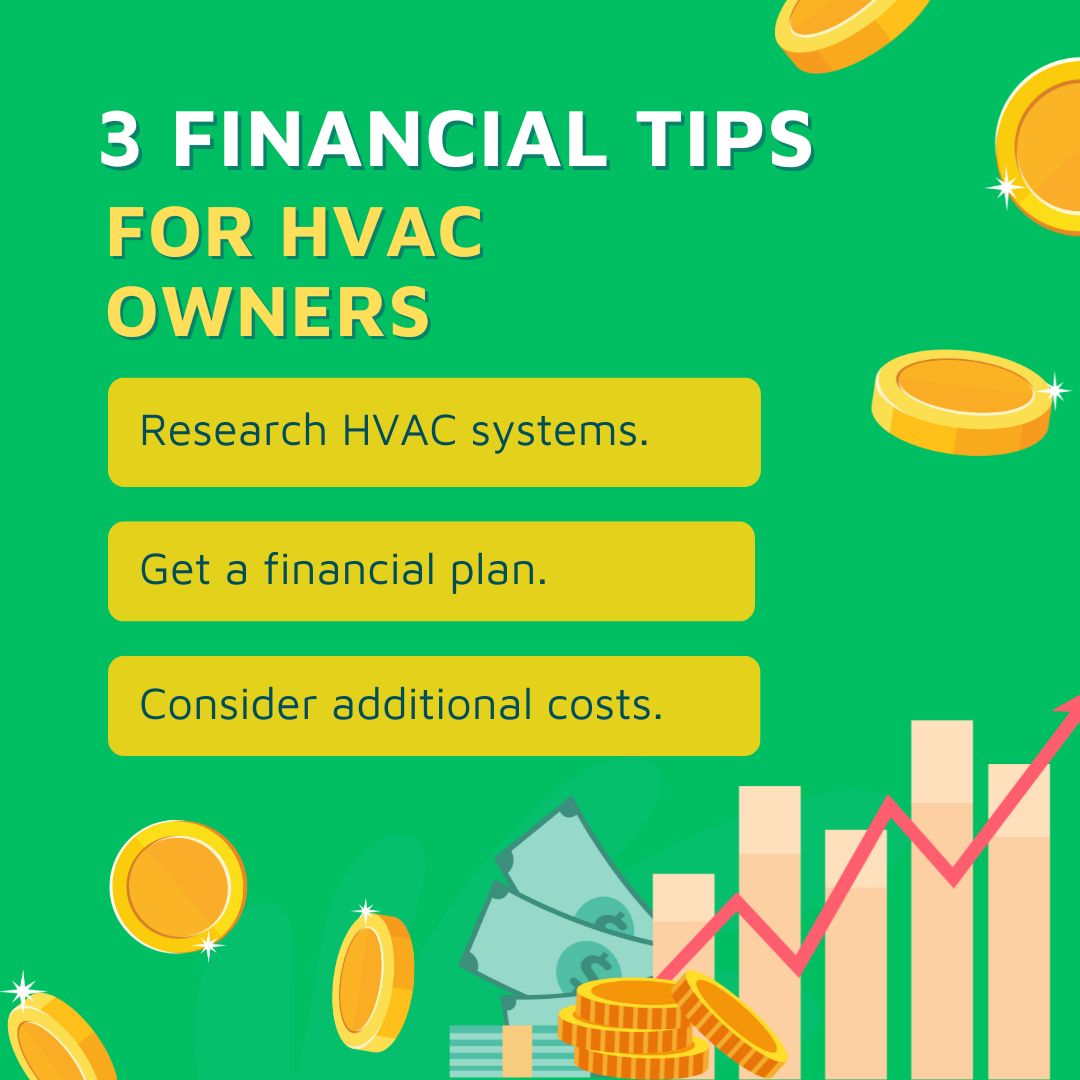 3 FINANCIAL TIPS
FOR HVAC
OWNERS
Research HVAC systems.
Get a financial plan.
Consider additional costs.
$
$